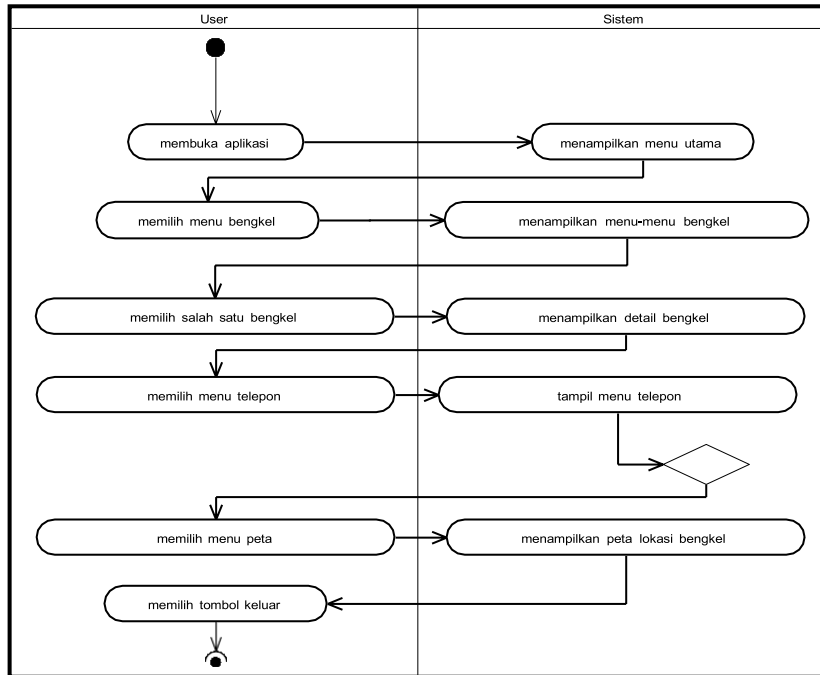 User
Sistem
membuka aplikasi
menampilkan menu utama
memilih menu bengkel
menampilkan menu-menu bengkel
memilih salah satu bengkel
menampilkan detail bengkel
memilih menu telepon
tampil menu telepon
memilih menu peta
menampilkan peta lokasi bengkel
memilih tombol keluar